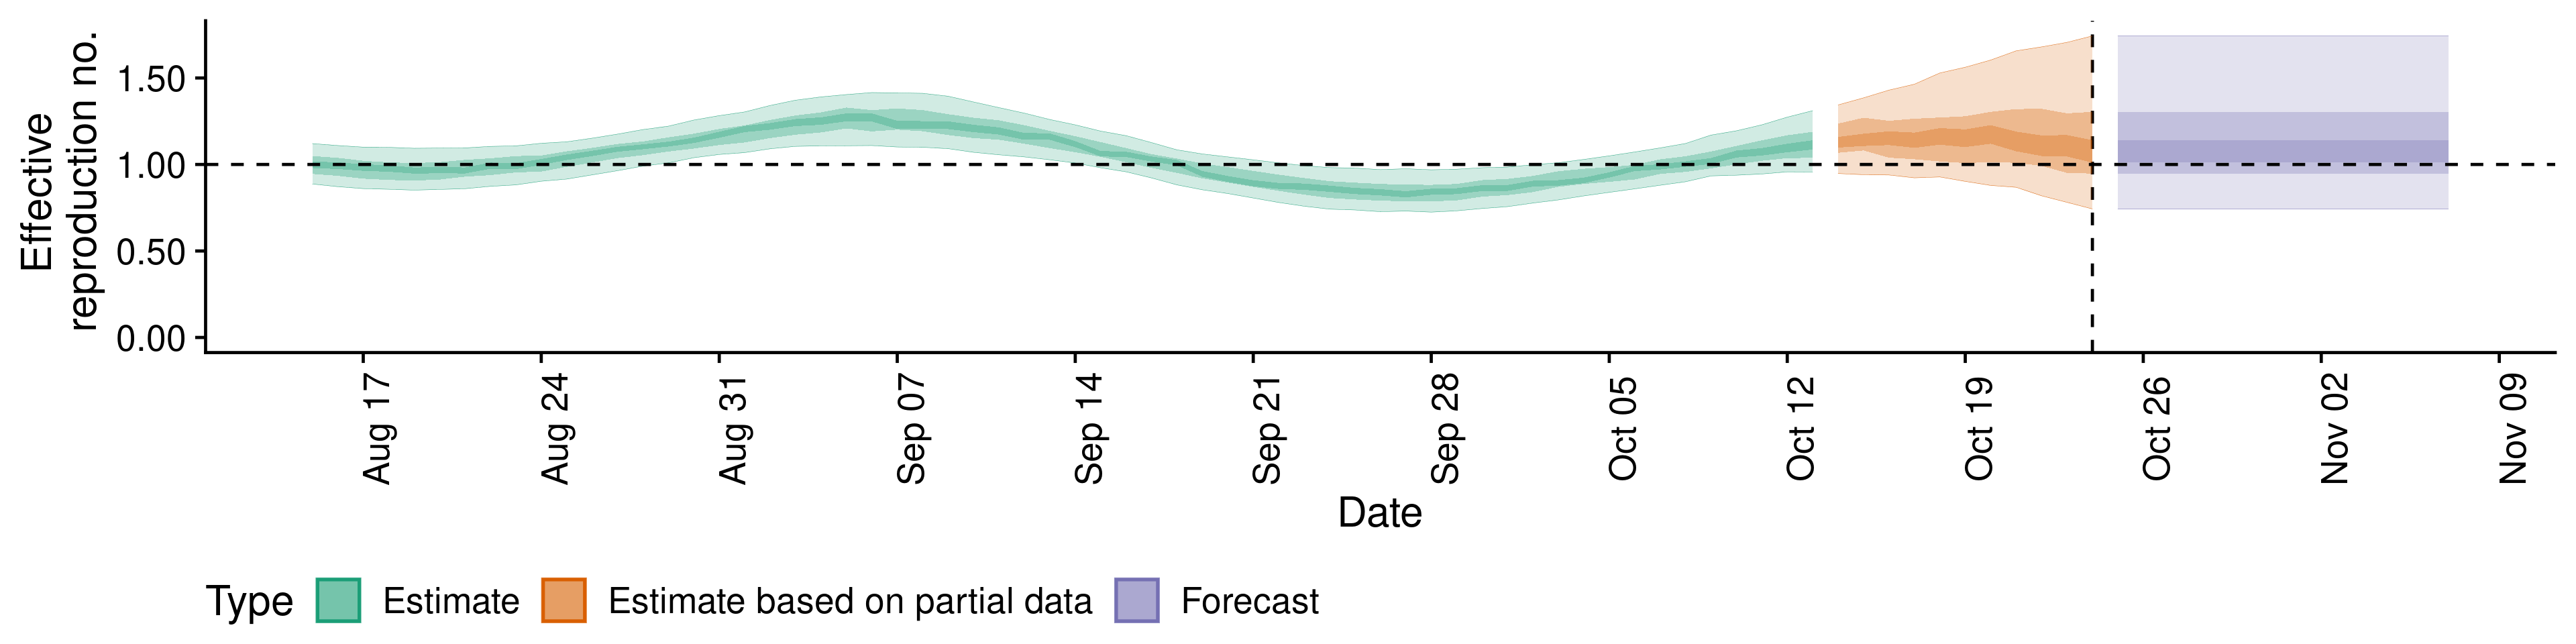 Effective
reproduction no.
1.50
1.00
0.50
0.00
Aug 17
Aug 24
Aug 31
Sep 07
Sep 14
Sep 21
Sep 28
Oct 05
Oct 12
Oct 19
Oct 26
Nov 02
Nov 09
Date
Type Estimate Estimate based on partial data Forecast